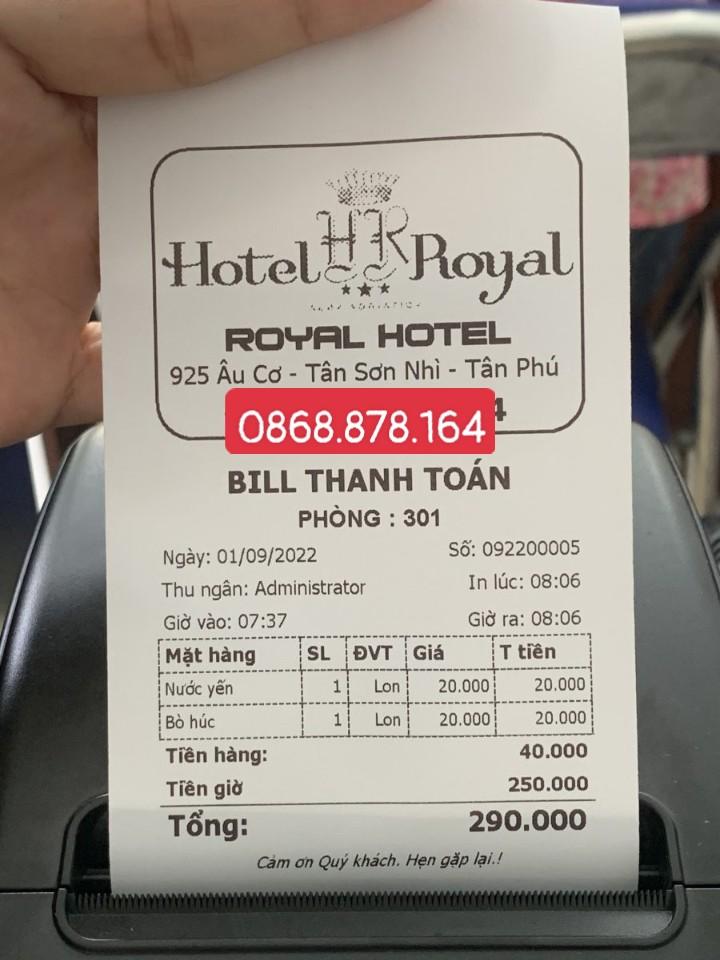 Hotel HR Royal
ROYAL HOTEL
925 Âu Cơ - Tân Sơn Nhì - Tân Phú
0868.878.164
4
BILL THANH TOÁN
PHÒNG : 301
Ngày: 01/09/2022 Số: 092200005
Thu ngân: Administrator In lúc: 08:06
Giờ vào: 07:37 Giờ ra: 08:06
Mặt hàng SL ĐVT Giá T tiền
Nước yến 1 Lon 20.000 20.000
Bò húc 1 Lon 20.000 20.000
Tiền hàng: 40.000
Tiền giờ 250.000
Tổng: 290.000
Cảm ơn Quý khách. Hẹn gặp lại.!